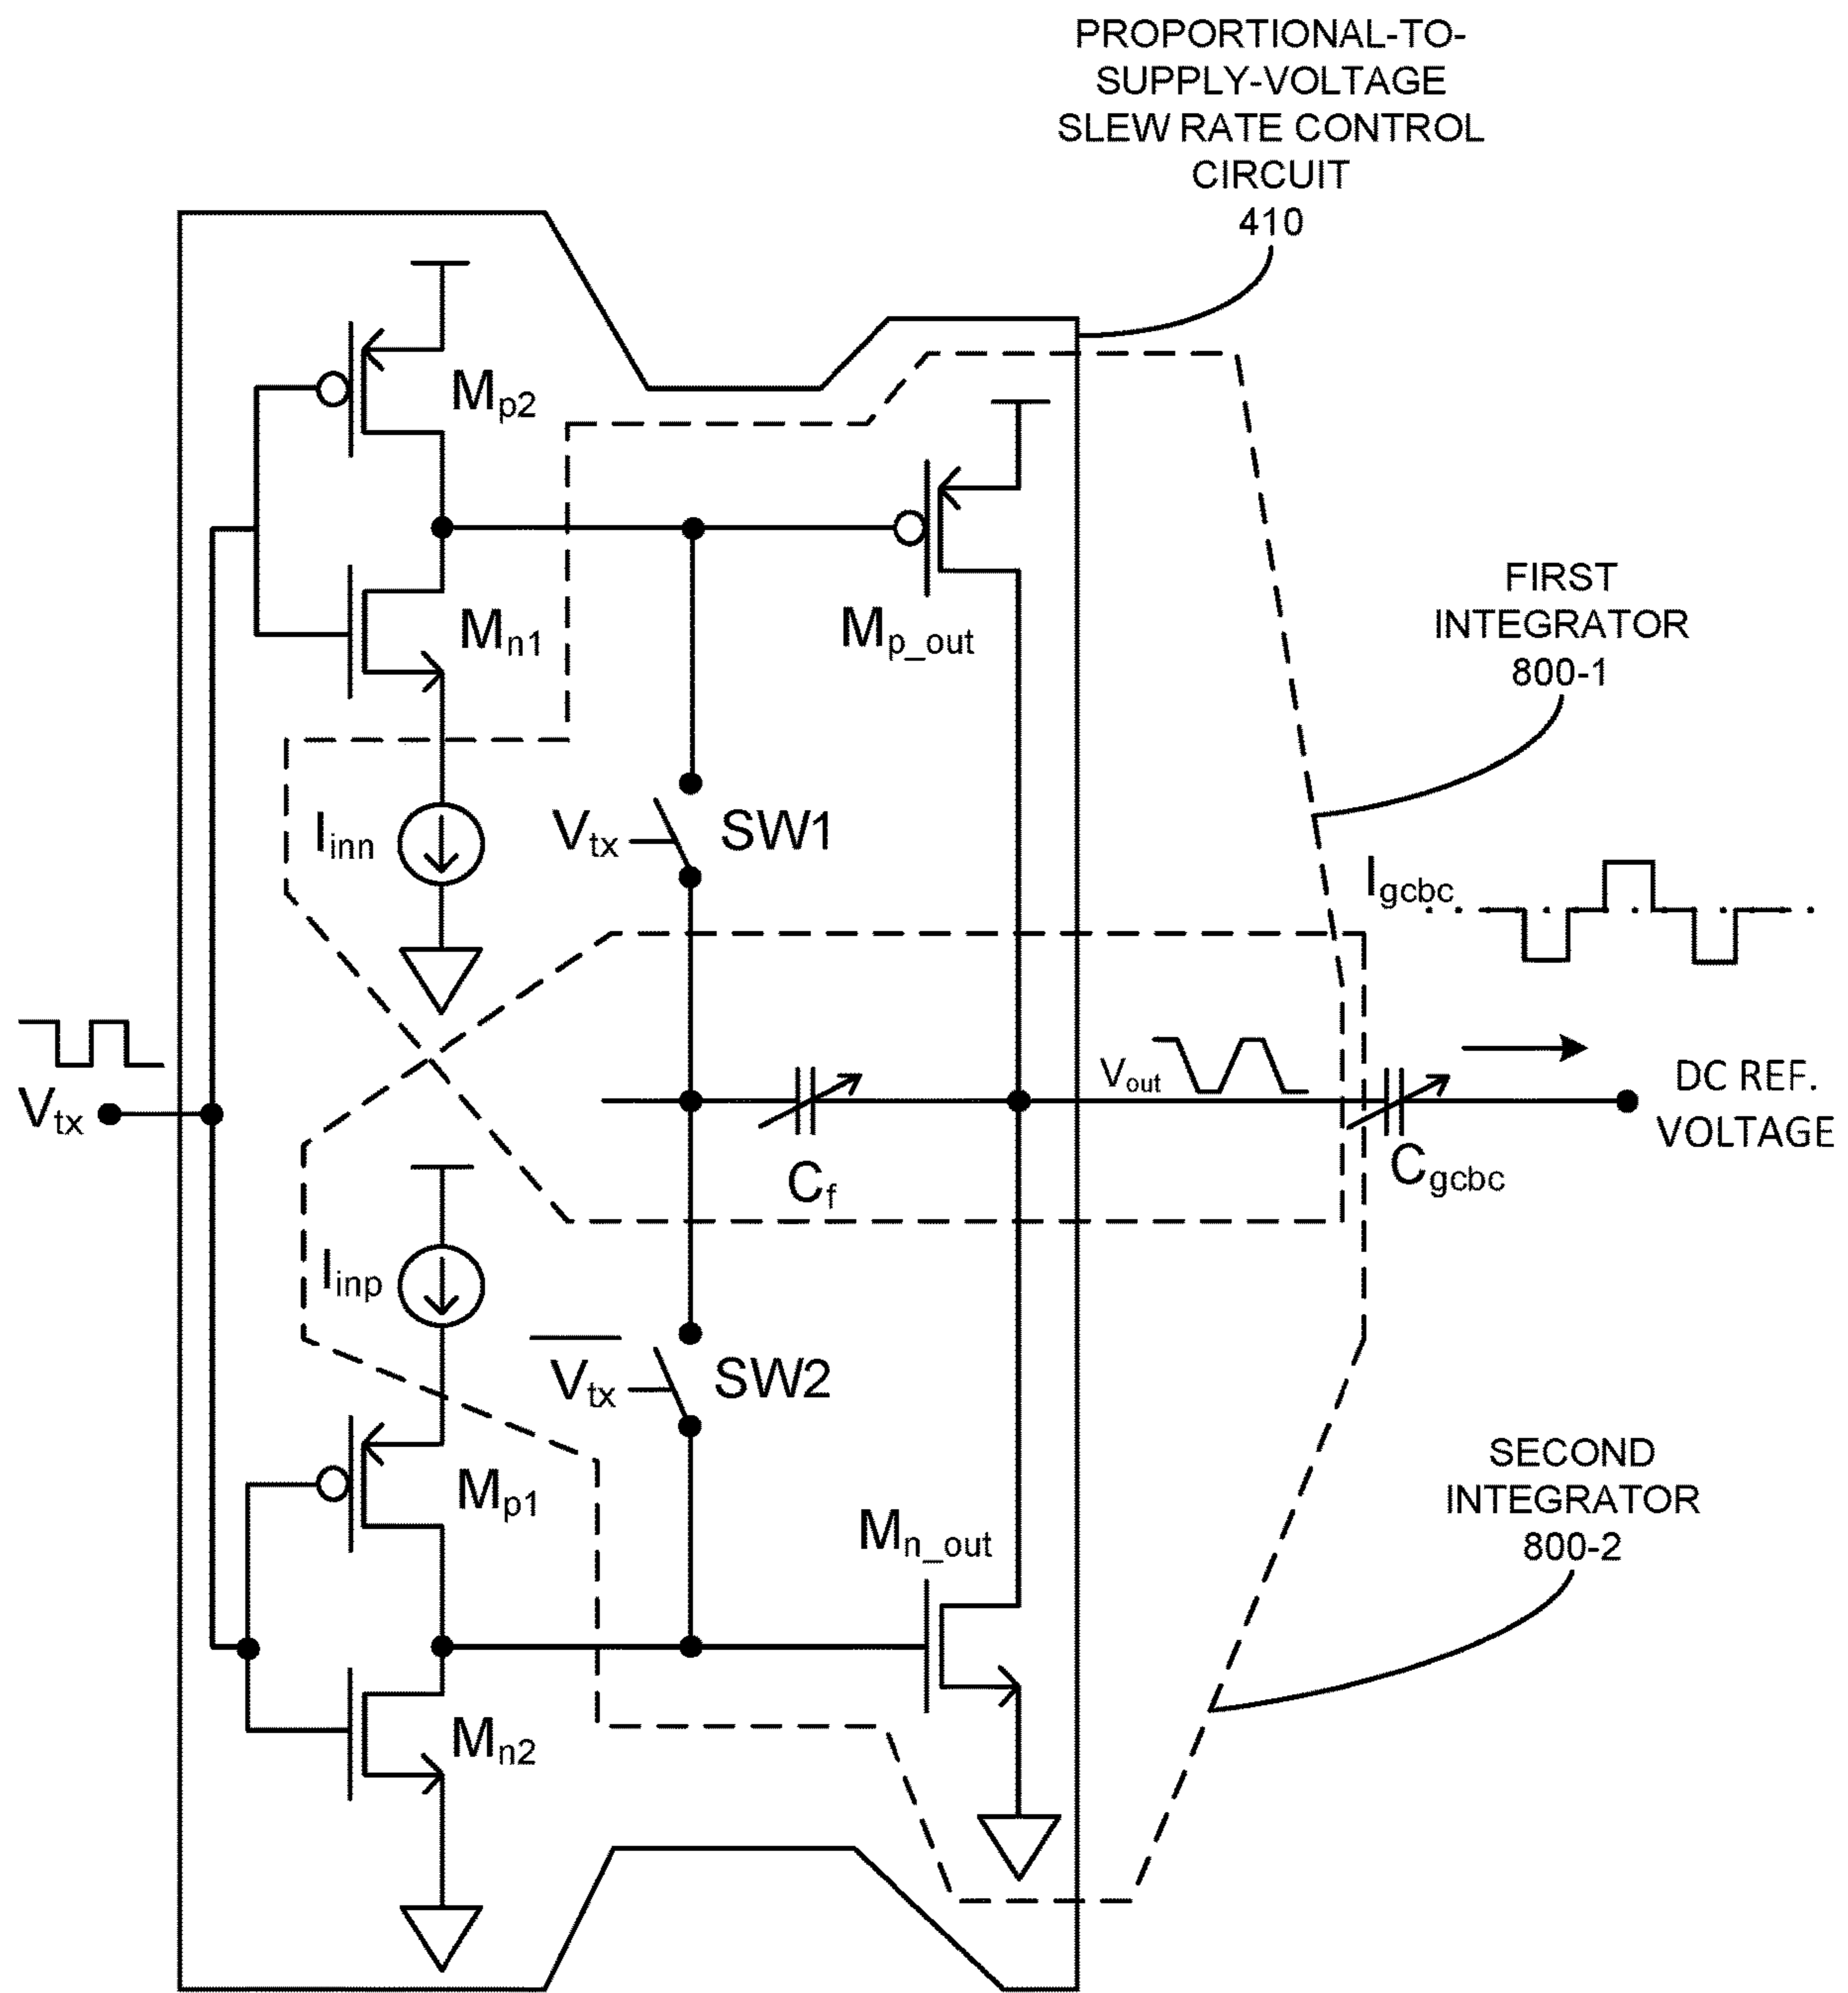 PROPORTIONAL-TO-
SUPPLY-VOLTAGE
SLEW RATE CONTROL
CIRCUIT
410
Mp2
Mn1
Mp_out
FIRST
INTEGRATOR
800-1
Iinn
Vtx
SW1
Igcbc
Vtx
Vout
DC REF.
VOLTAGE
Cf
Cgcbc
Iinp
Vtx
SW2
Mp1
Mn_out
SECOND
INTEGRATOR
800-2
Mn2